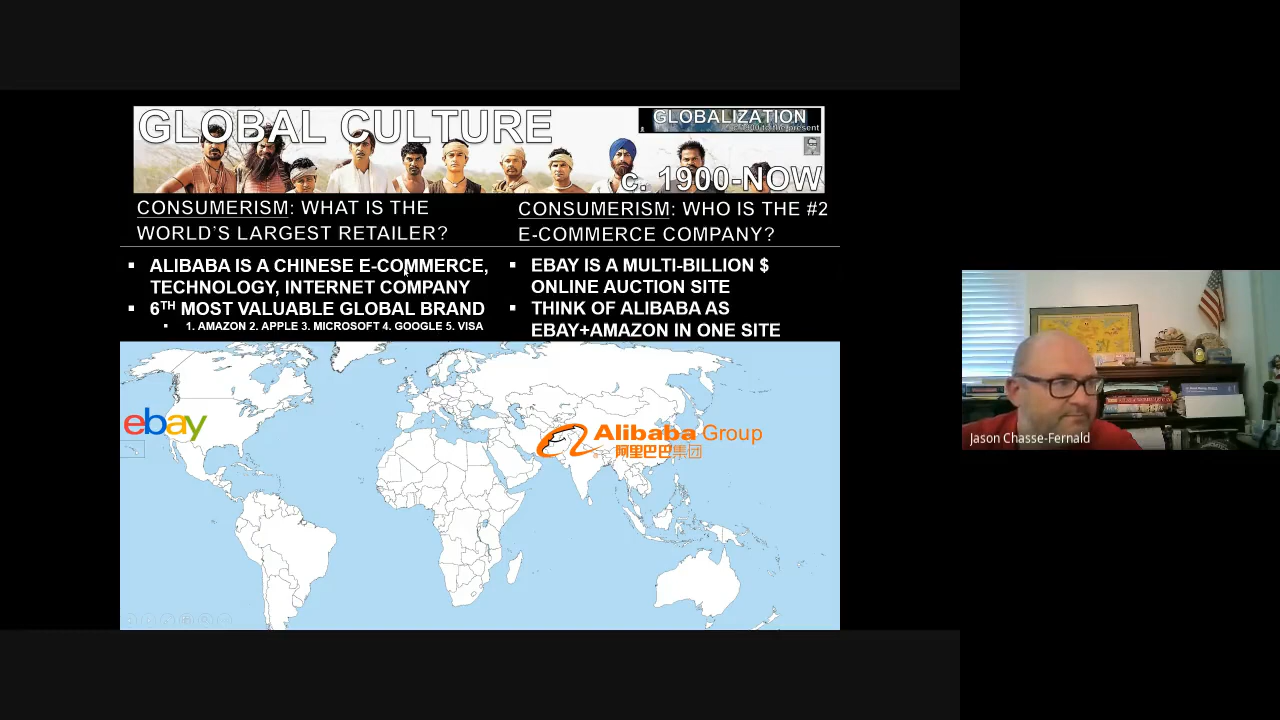 GLOBAL CULTURE
GLOBALIZATION
c. 1900-NOW
CONSUMERISM: WHAT IS THE
WORLD'S LARGEST RETAILER?
ALIBABA IS A CHINESE E-COMMERCE,
TECHNOLOGY, INTERNET COMPANY
6TH MOST VALUABLE GLOBAL BRAND
1. AMAZON 2. APPLE 3. MICROSOFT 4. GOOGLE 5. VISA
CONSUMERISM: WHO IS THE #2
E-COMMERCE COMPANY?
EBAY IS A MULTI-BILLION $
ONLINE AUCTION SITE
THINK OF ALIBABA AS
EBAY+AMAZON IN ONE SITE
ebay
Alibaba Group
阿里巴巴集团
Jason Chasse-Fernald